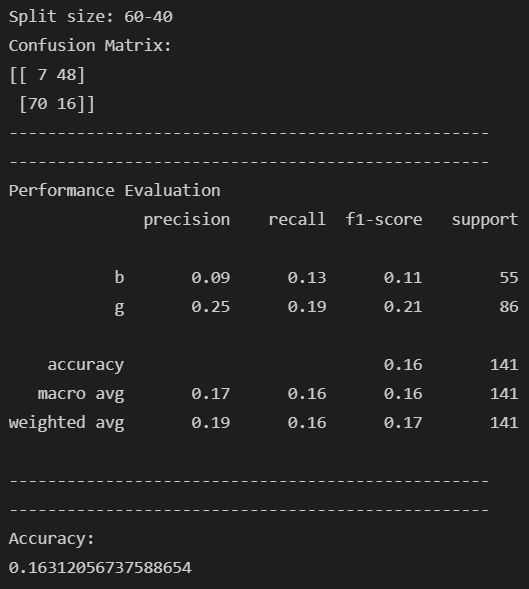 Split size: 60-40
Confusion Matrix:
[[ 7 48]
 [70 16]]
--------------------------------------------------
--------------------------------------------------
Performance Evaluation
              precision    recall  f1-score   support

           b       0.09      0.13      0.11        55
           g       0.25      0.19      0.21        86

    accuracy                           0.16       141
   macro avg       0.17      0.16      0.16       141
weighted avg       0.19      0.16      0.17       141

--------------------------------------------------
--------------------------------------------------
Accuracy:
0.16312056737588654